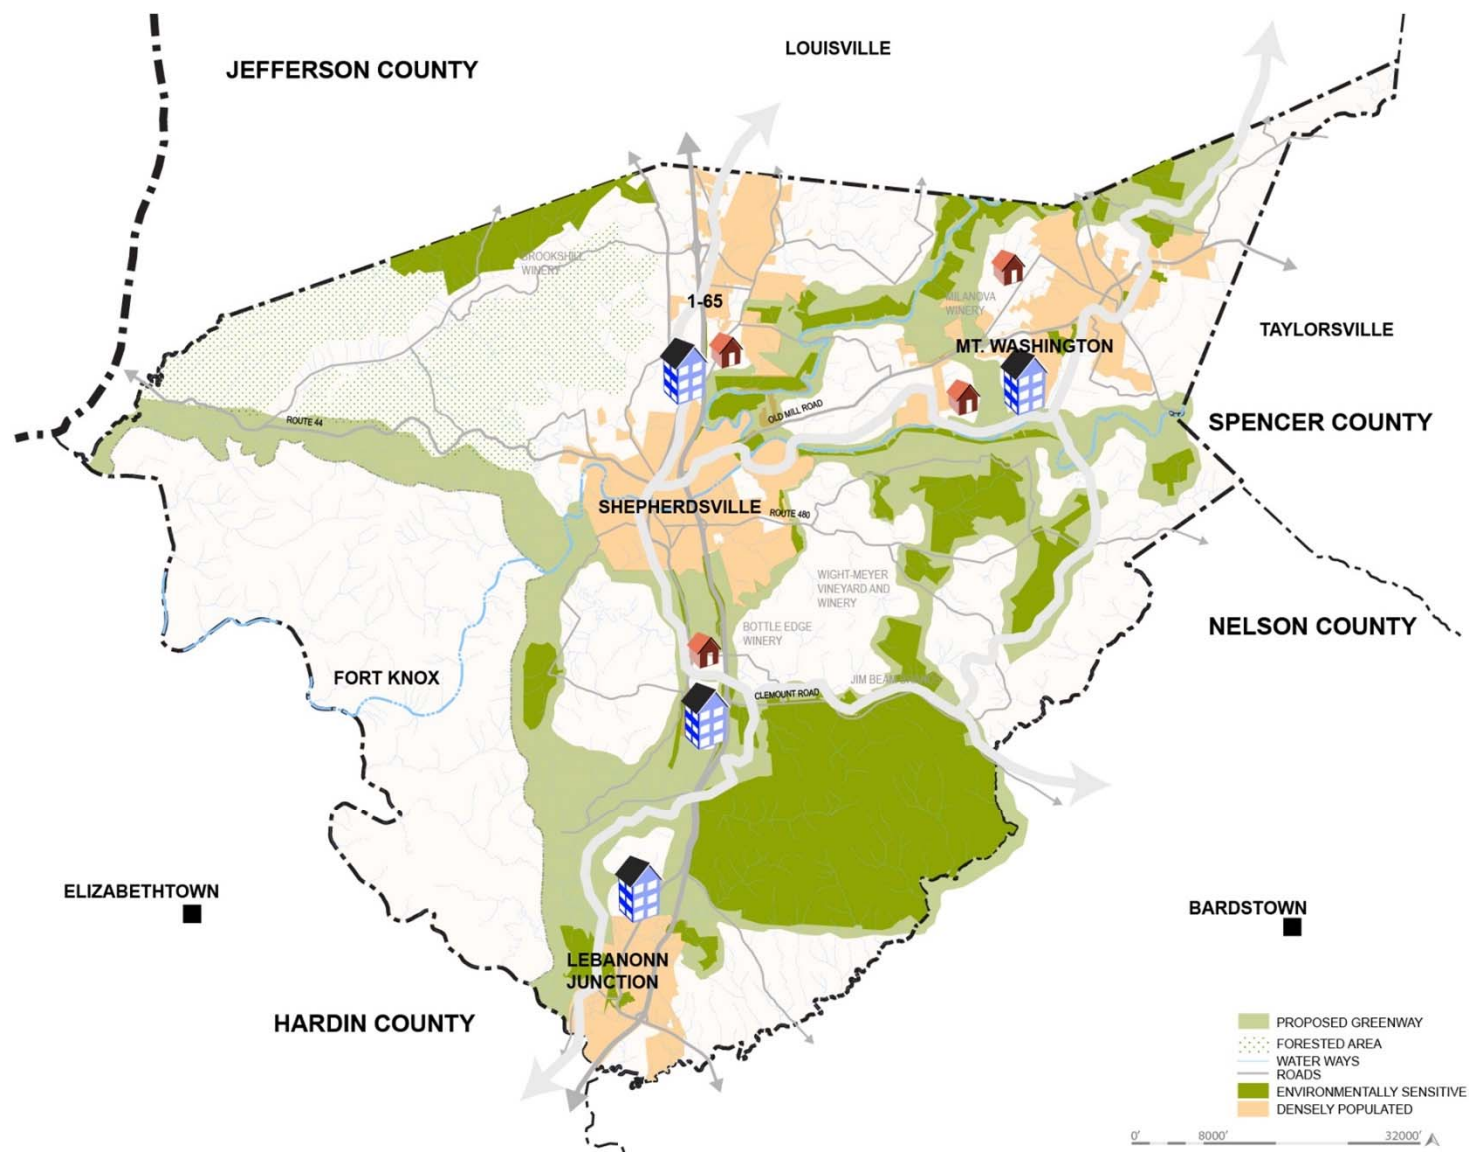 LOUISVILLE
JEFFERSON COUNTY
BROOKSHILL
WINERY
1-65
MILANOVA
WINERY
TAYLORSVILLE
MT. WASHINGTON
OLD MILL ROAD
ROUTE 44
SPENCER COUNTY
SHEPHERDSVILLE
ROUTE 480
WIGHT-MEYER
VINEYARD AND
WINERY
BOTTLE EDGE
WINERY
NELSON COUNTY
FORT KNOX
JIM BEAM
CLEMOUNT ROAD
ELIZABETHTOWN
BARDSTOWN
LEBANONN
JUNCTION
HARDIN COUNTY
PROPOSED GREENWAY
FORESTED AREA
WATER WAYS
ROADS
ENVIRONMENTALLY SENSITIVE
DENSELY POPULATED
0' 8000' 32000'